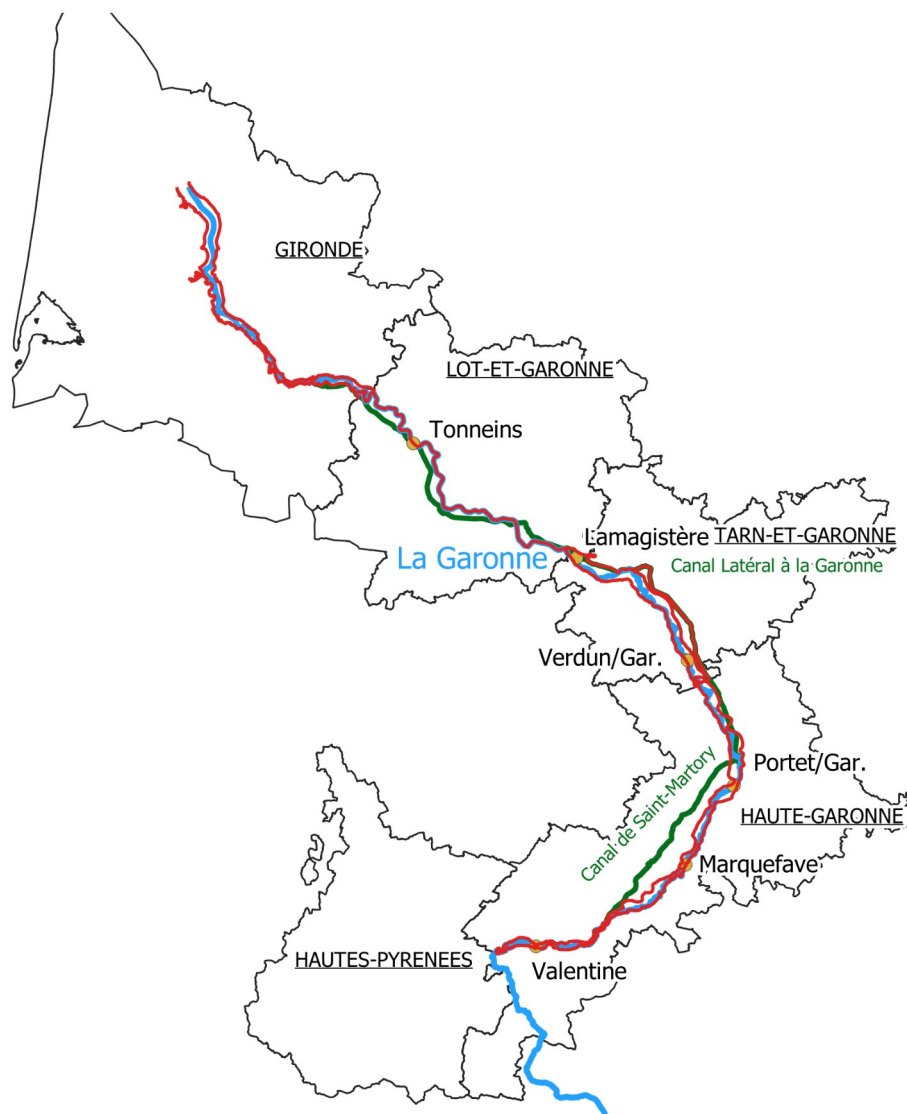 GIRONDE
LOT-ET-GARONNE
Tonneins
Lamagistère
TARN-ET-GARONNE
La Garonne
Canal Latéral à la Garonne
Verdun/Gar.
Canal de Saint-Martory
Portet/Gar.
HAUTE-GARONNE
Marquefave
HAUTES-PYRENEES
Valentine